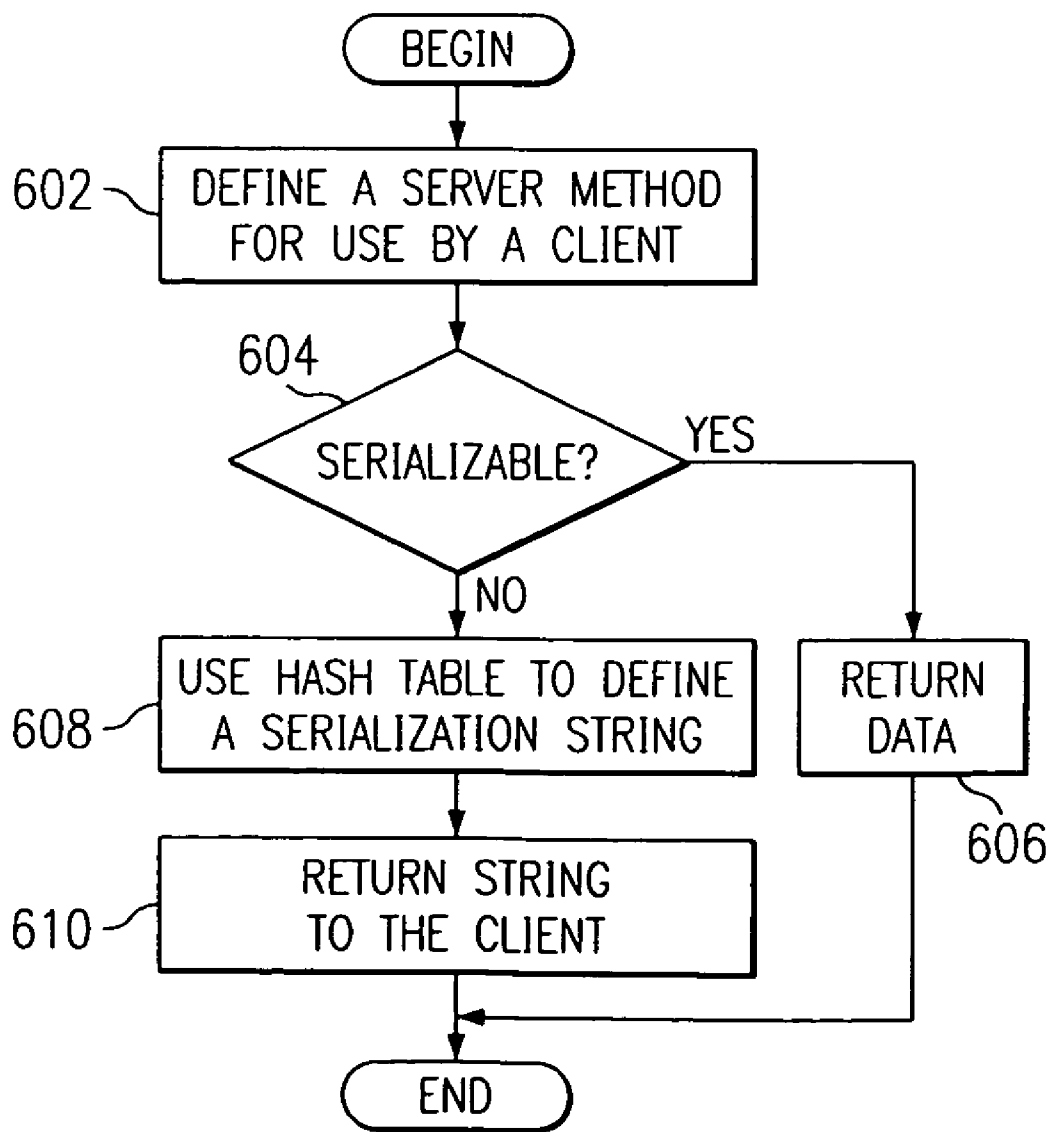 BEGIN
602
DEFINE A SERVER METHOD
FOR USE BY A CLIENT
604
SERIALIZABLE?
YES
NO
608
USE HASH TABLE TO DEFINE
A SERIALIZATION STRING
RETURN
DATA
606
610
RETURN STRING
TO THE CLIENT
END